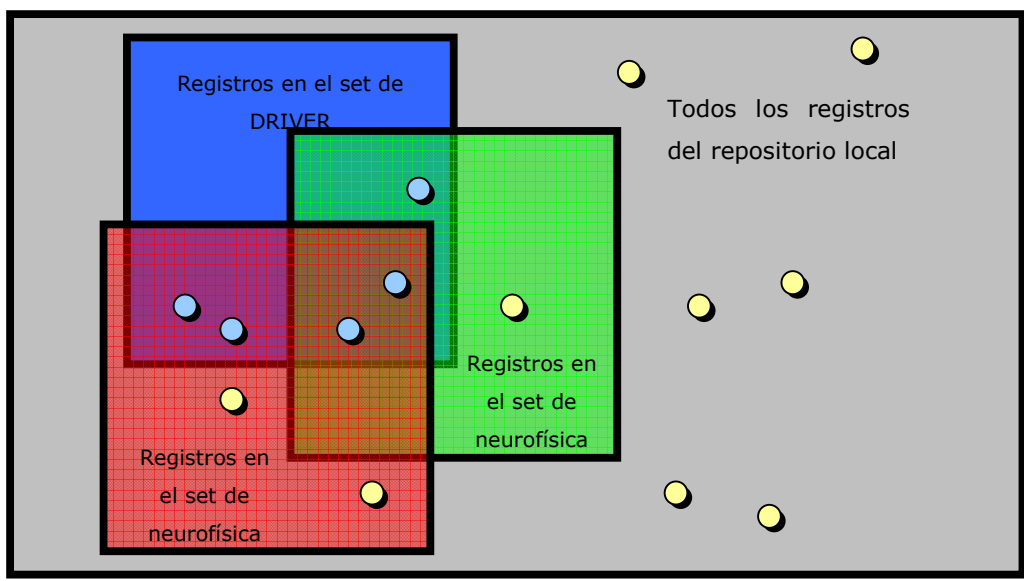 Registros en el set de
DRIVER
Todos los registros
del repositorio local
Registros en
el set de
neurofísica
Registros en
el set de
neurofísica